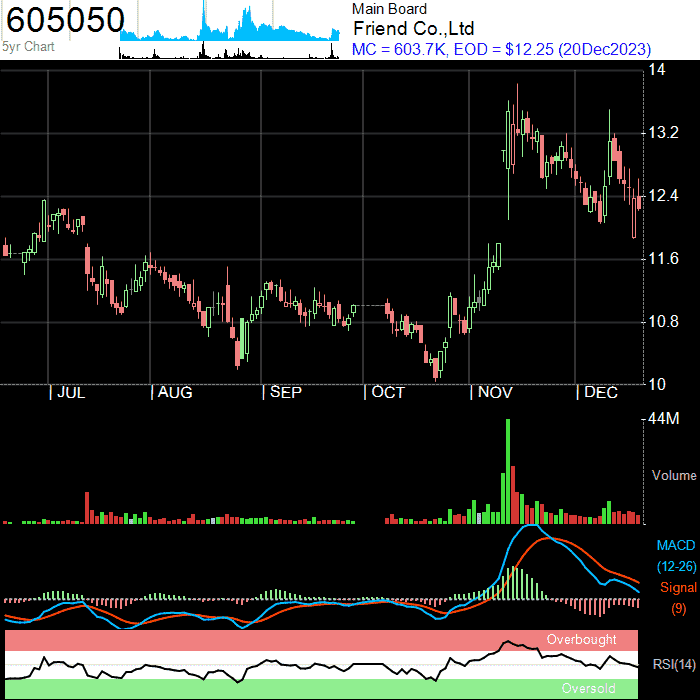 605050
5yr Chart
Main Board
Friend Co.,Ltd
MC = 603.7K, EOD = $12.25 (20Dec2023)
14
13.2
12.4
11.6
10.8
10
| JUL | AUG | SEP | OCT | NOV | DEC
44M
Volume
MACD
(12-26)
Signal
(9)
Overbought
RSI(14)
Oversold